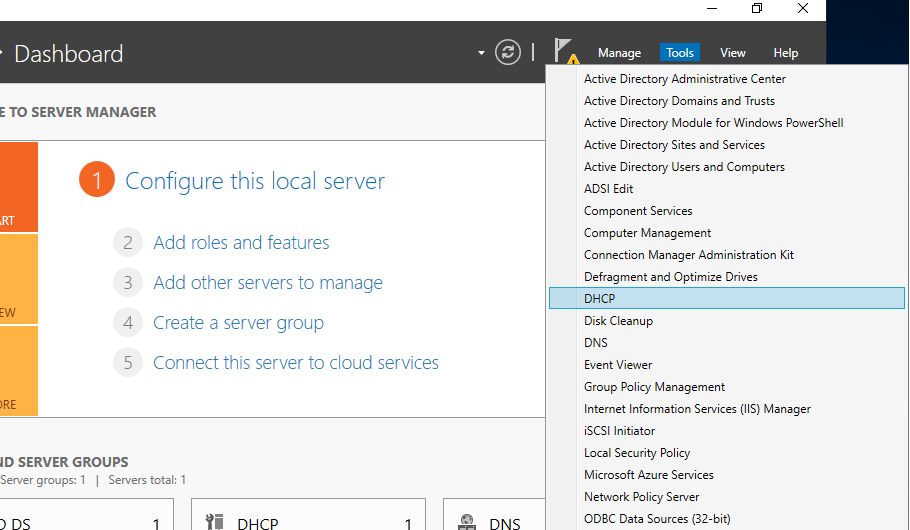 Dashboard
Manage
Tools
View
Help
E TO SERVER MANAGER
ART
EW
ORE
1 Configure this local server
2 Add roles and features
3 Add other servers to manage
4 Create a server group
5 Connect this server to cloud services
ND SERVER GROUPS
Server groups: 1 | Servers total: 1
D DS 1
DHCP 1
DNS
Active Directory Administrative Center
Active Directory Domains and Trusts
Active Directory Module for Windows PowerShell
Active Directory Sites and Services
Active Directory Users and Computers
ADSI Edit
Component Services
Computer Management
Connection Manager Administration Kit
Defragment and Optimize Drives
DHCP
Disk Cleanup
DNS
Event Viewer
Group Policy Management
Internet Information Services (IIS) Manager
iSCSI Initiator
Local Security Policy
Microsoft Azure Services
Network Policy Server
ODBC Data Sources (32-bit)